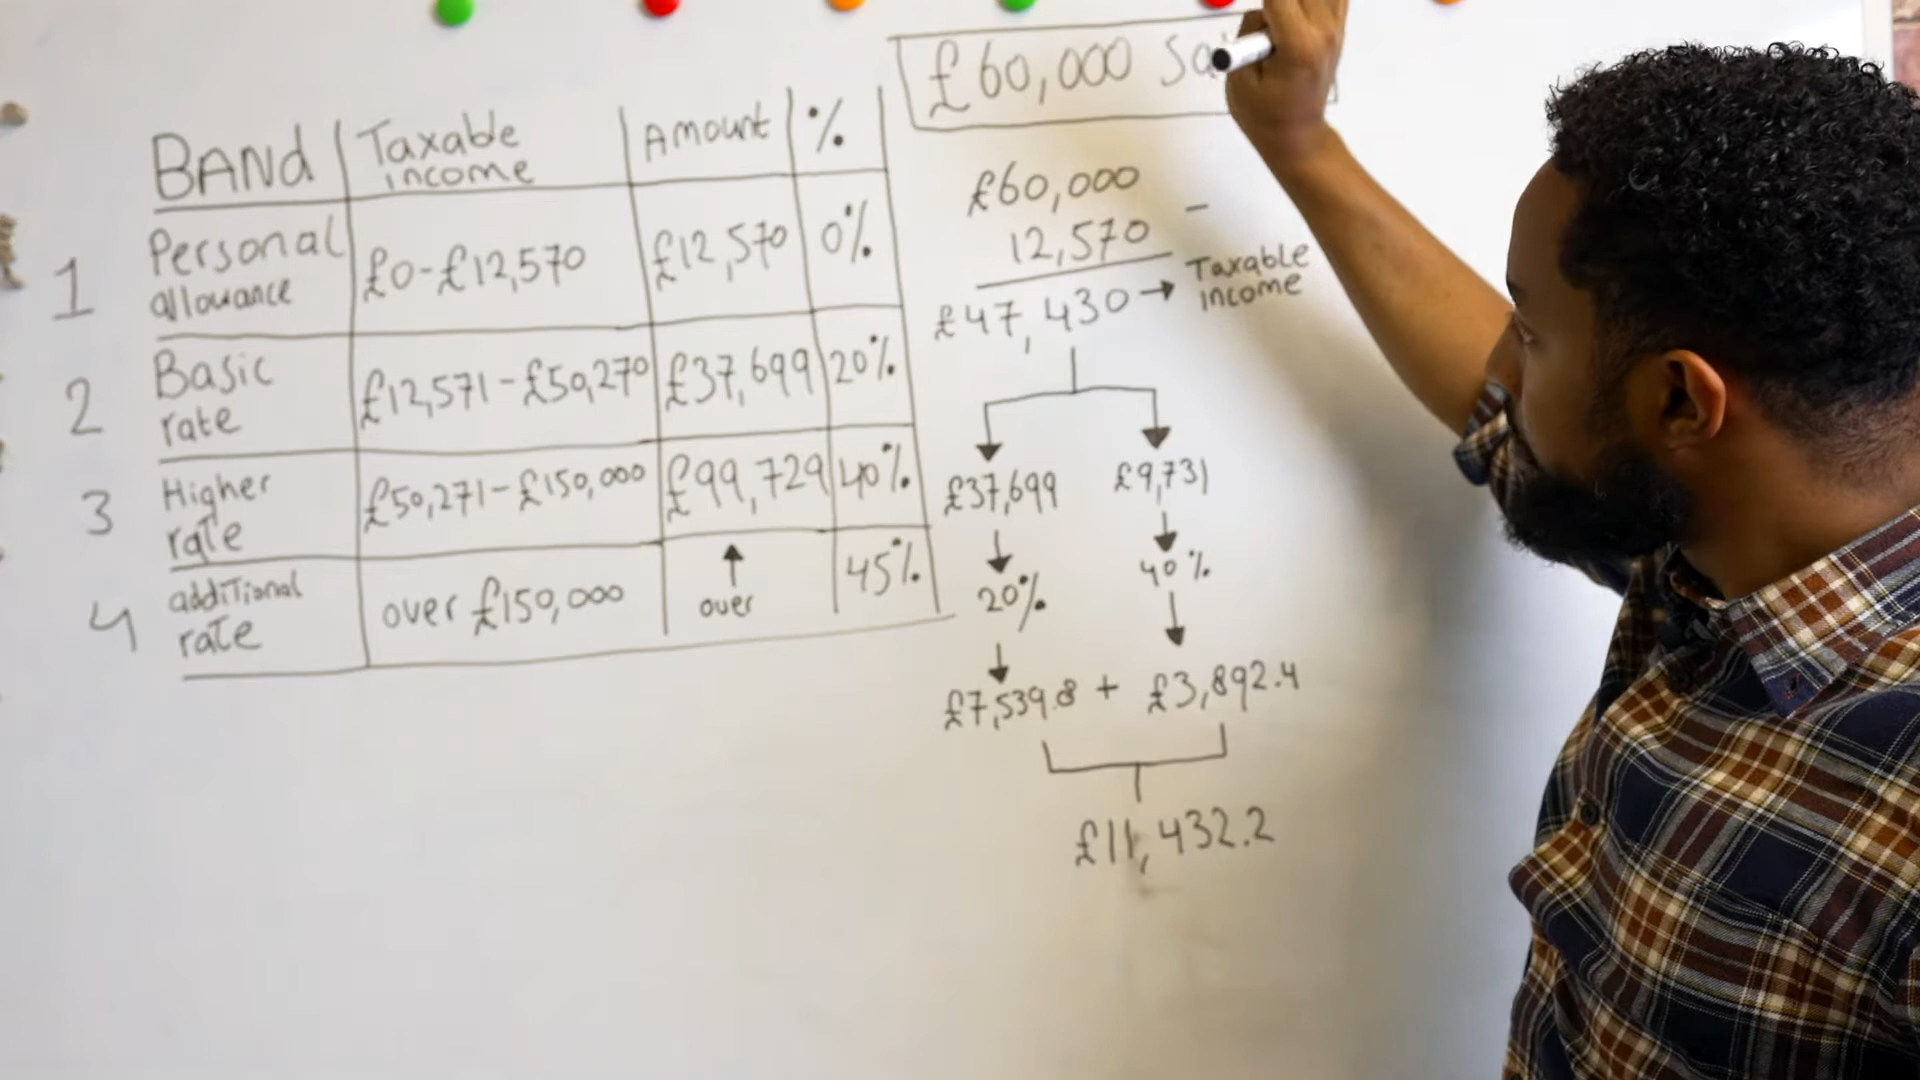 BAND Taxable income Amount %
1 Personal allowance £0-£12,570 £12,570 0%
2 Basic rate £12,571-£50,270 £37,699 20%
3 Higher rate £50,271-£150,000 £99,729 40%
4 additional rate over £150,000 over 45%
£60,000
£60,000
12,570 -
£47,430 → Taxable income
£37,699 £9,731
20% 40%
£7,539.8 + £3,892.4
£11,432.2